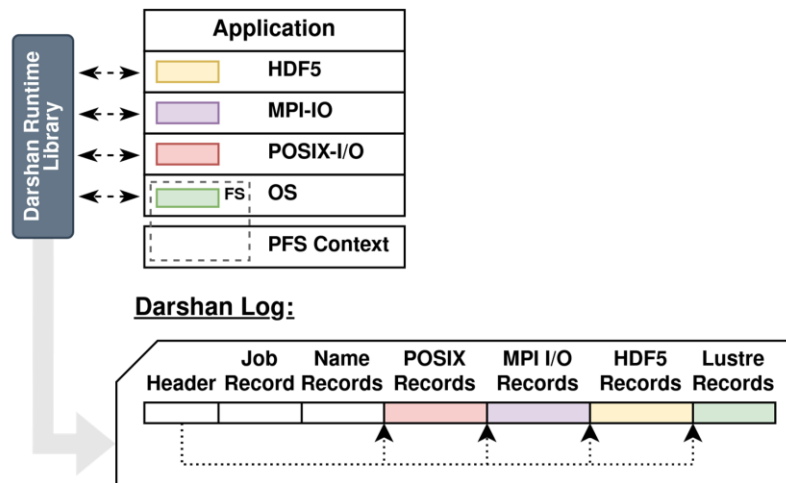 Darshan Runtime
Library
Application
HDF5
MPI-IO
POSIX-I/O
FS OS
PFS Context
Darshan Log:
Header
Job
Record
Name
Records
POSIX
Records
MPI I/O
Records
HDF5
Records
Lustre
Records